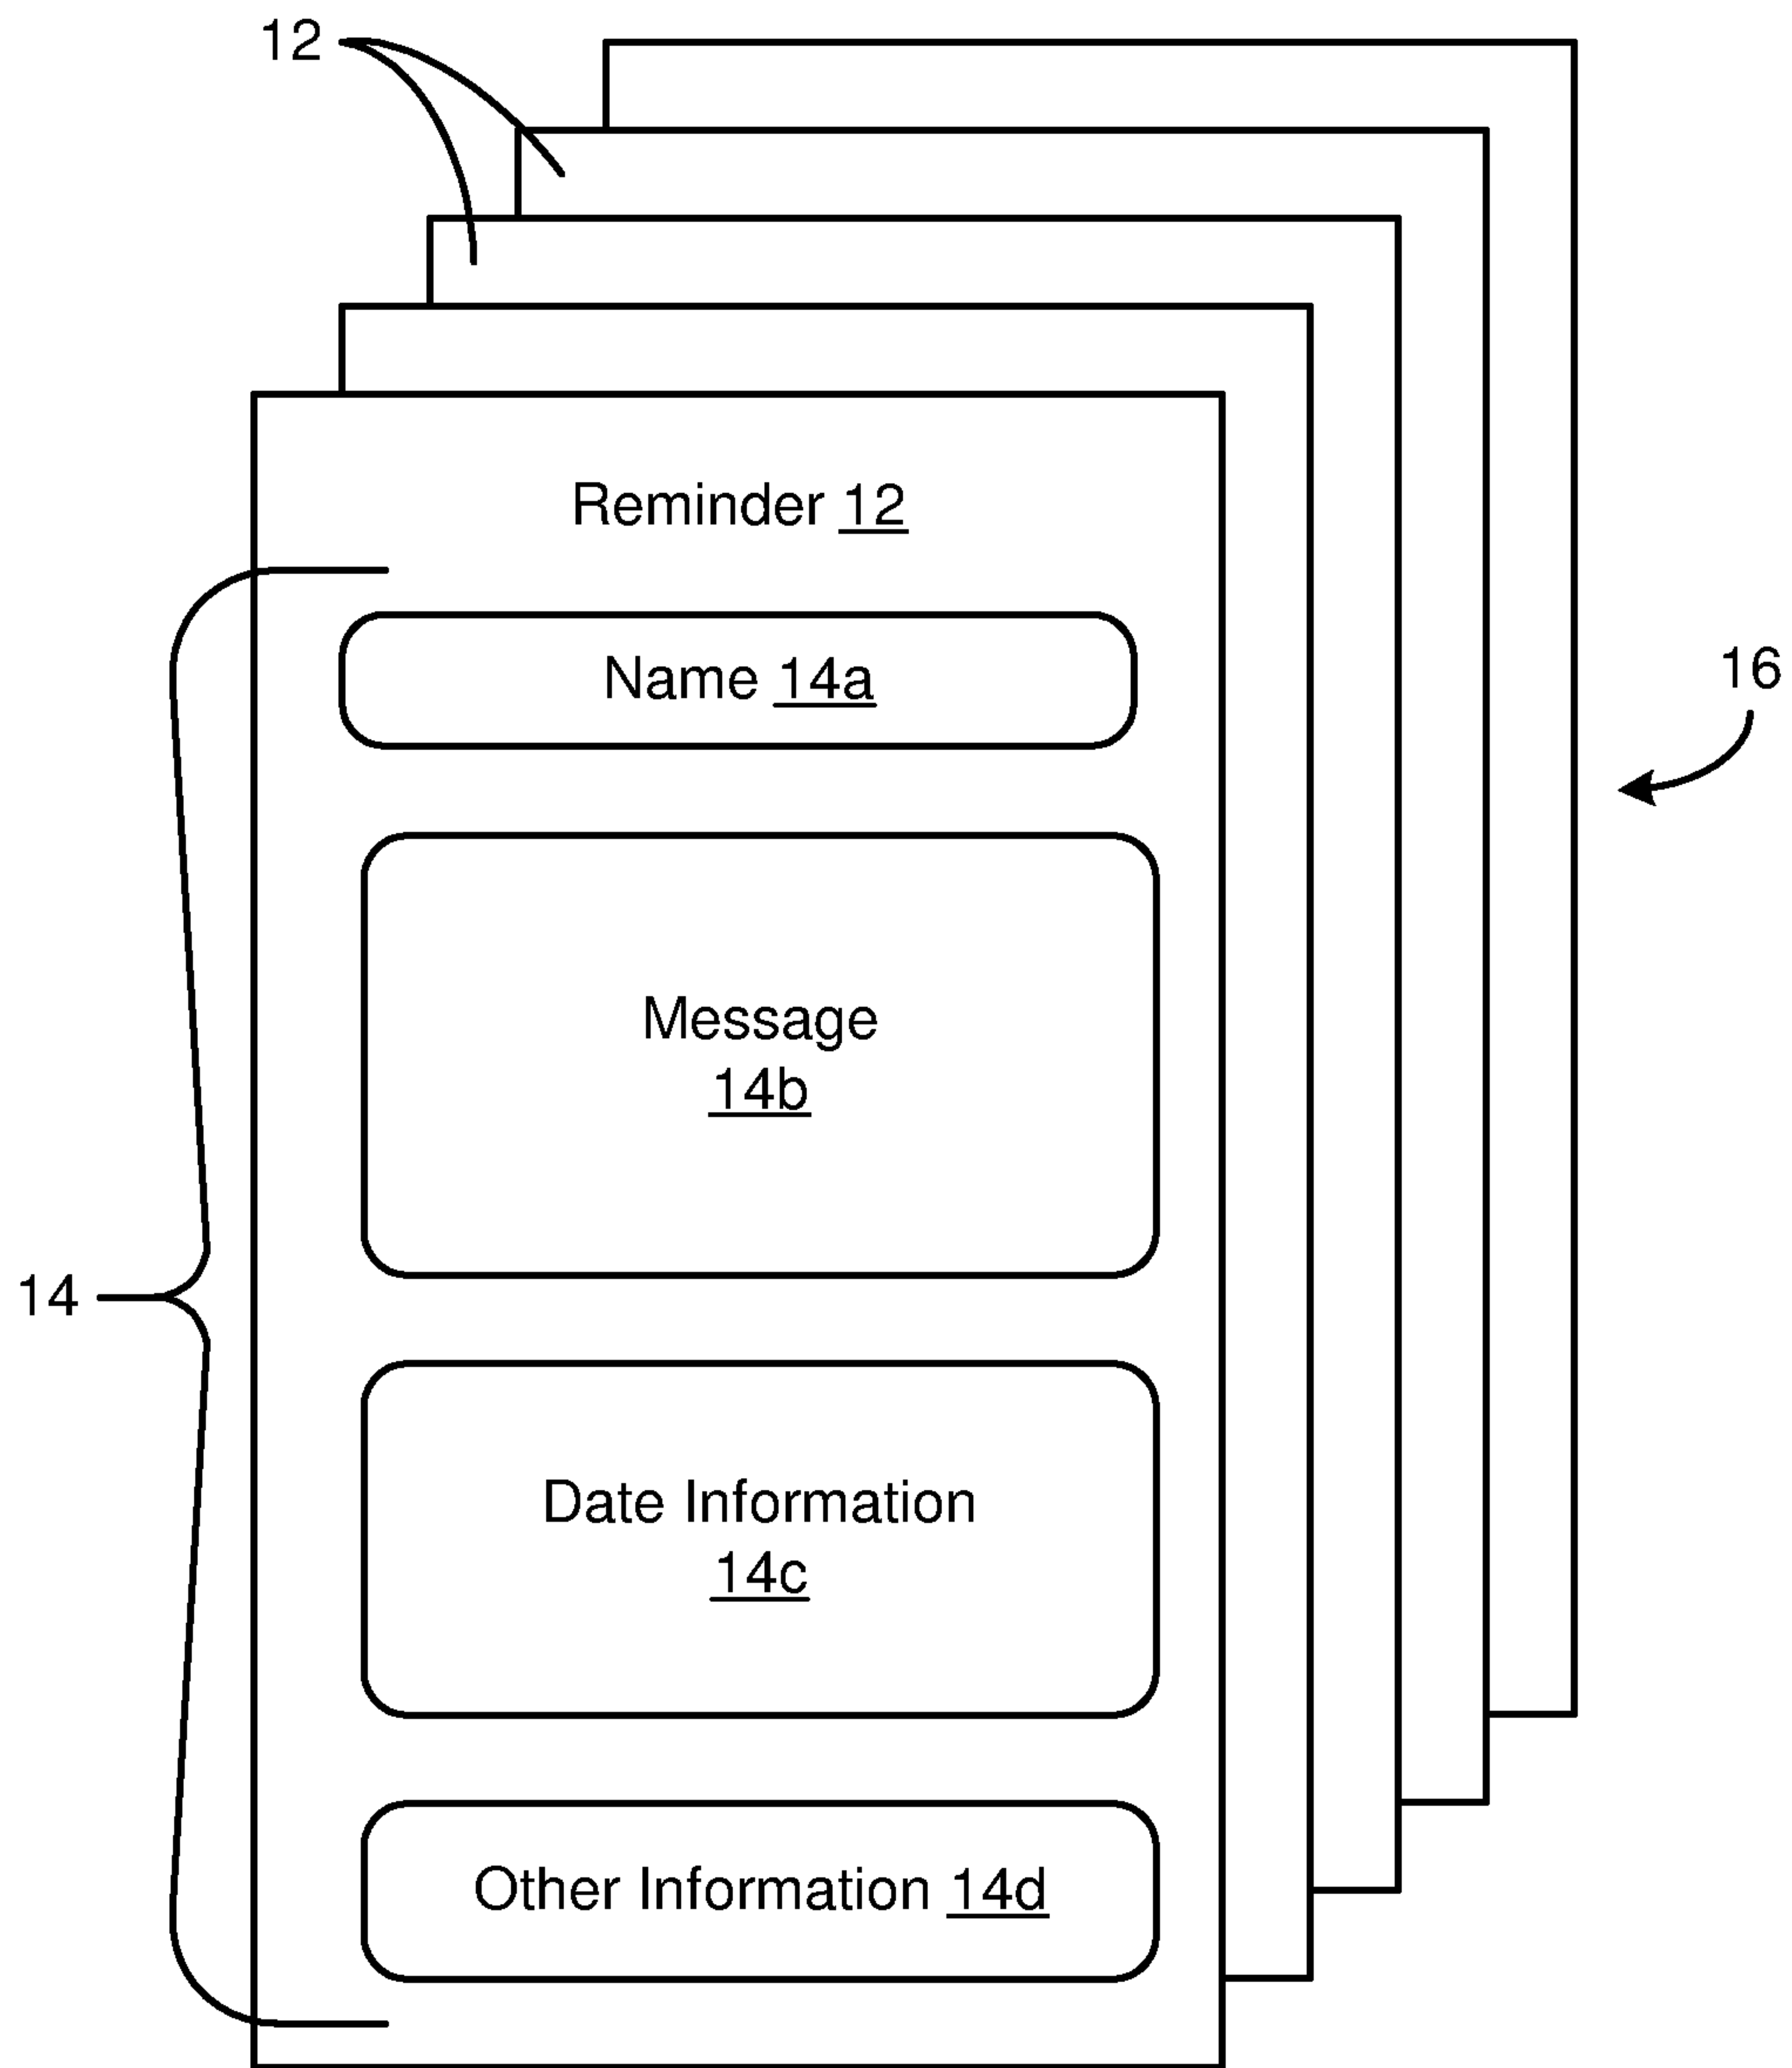 12
Reminder 12
Name 14a
16
Message
14b
14
Date Information
14c
Other Information 14d